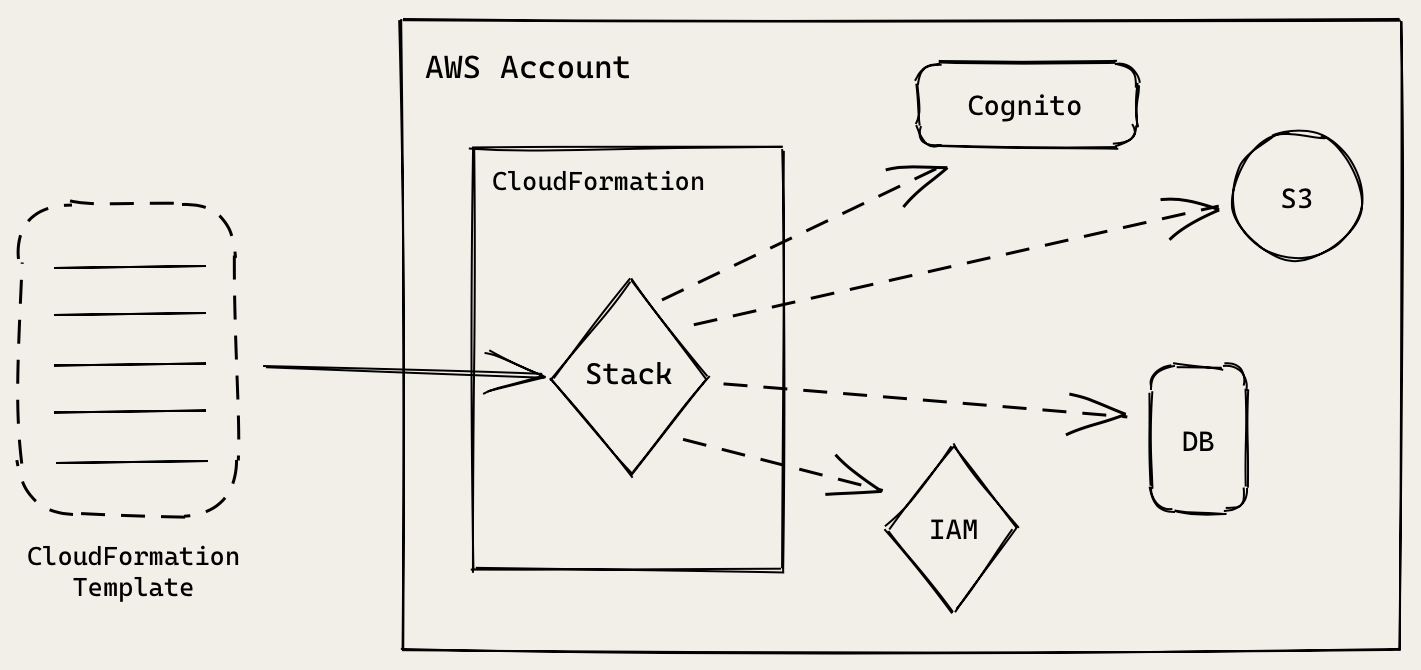 AWS Account
Cognito
CloudFormation
S3
Stack
DB
IAM
CloudFormation
Template